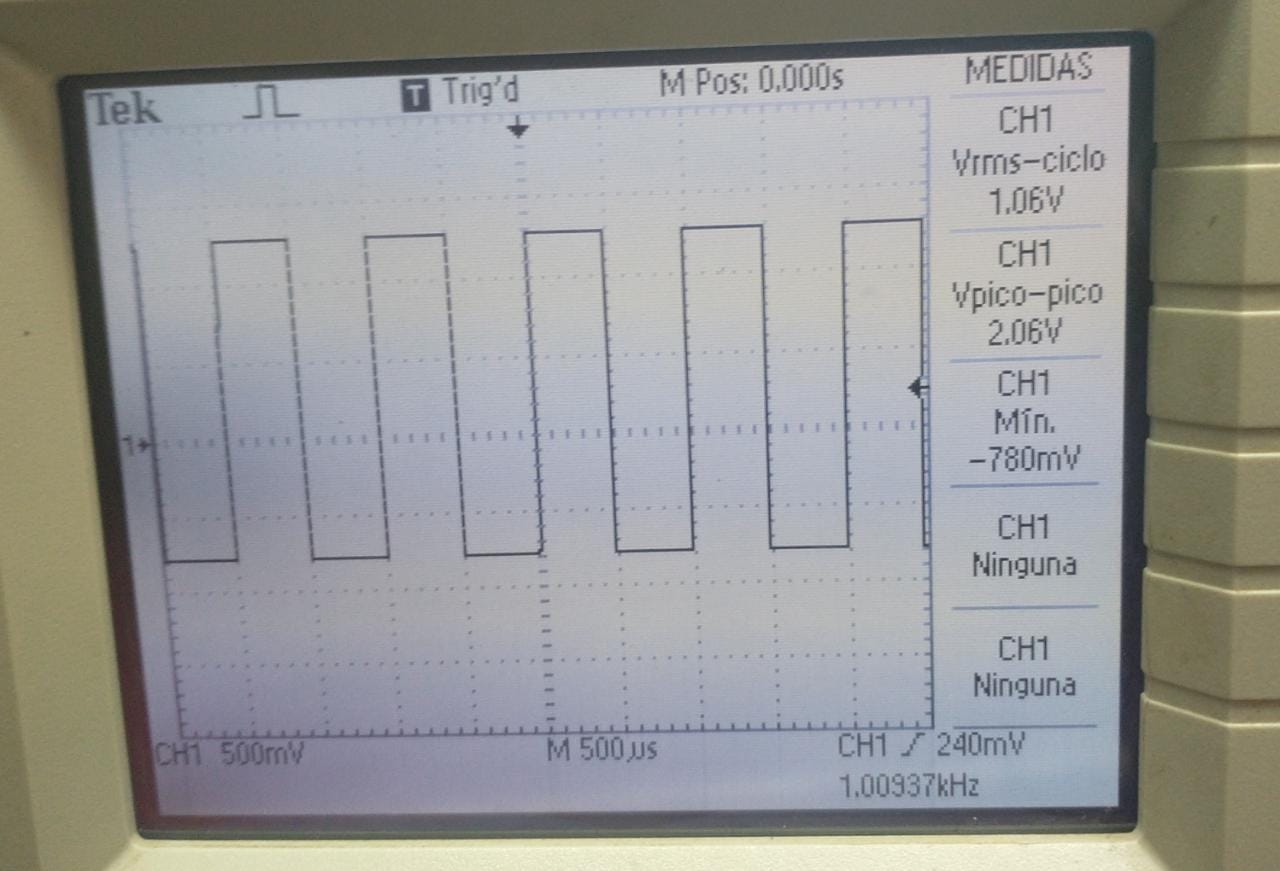 Tek T Trig'd M Pos: 0.000s MEDIDAS
CH1
Vrms-ciclo
1.06V
CH1
Vpico-pico
2.06V
CH1
Mín.
-780mV
CH1
Ninguna
CH1
Ninguna
1
CH1 500mV M 500µs CH1 240mV
1.00937kHz